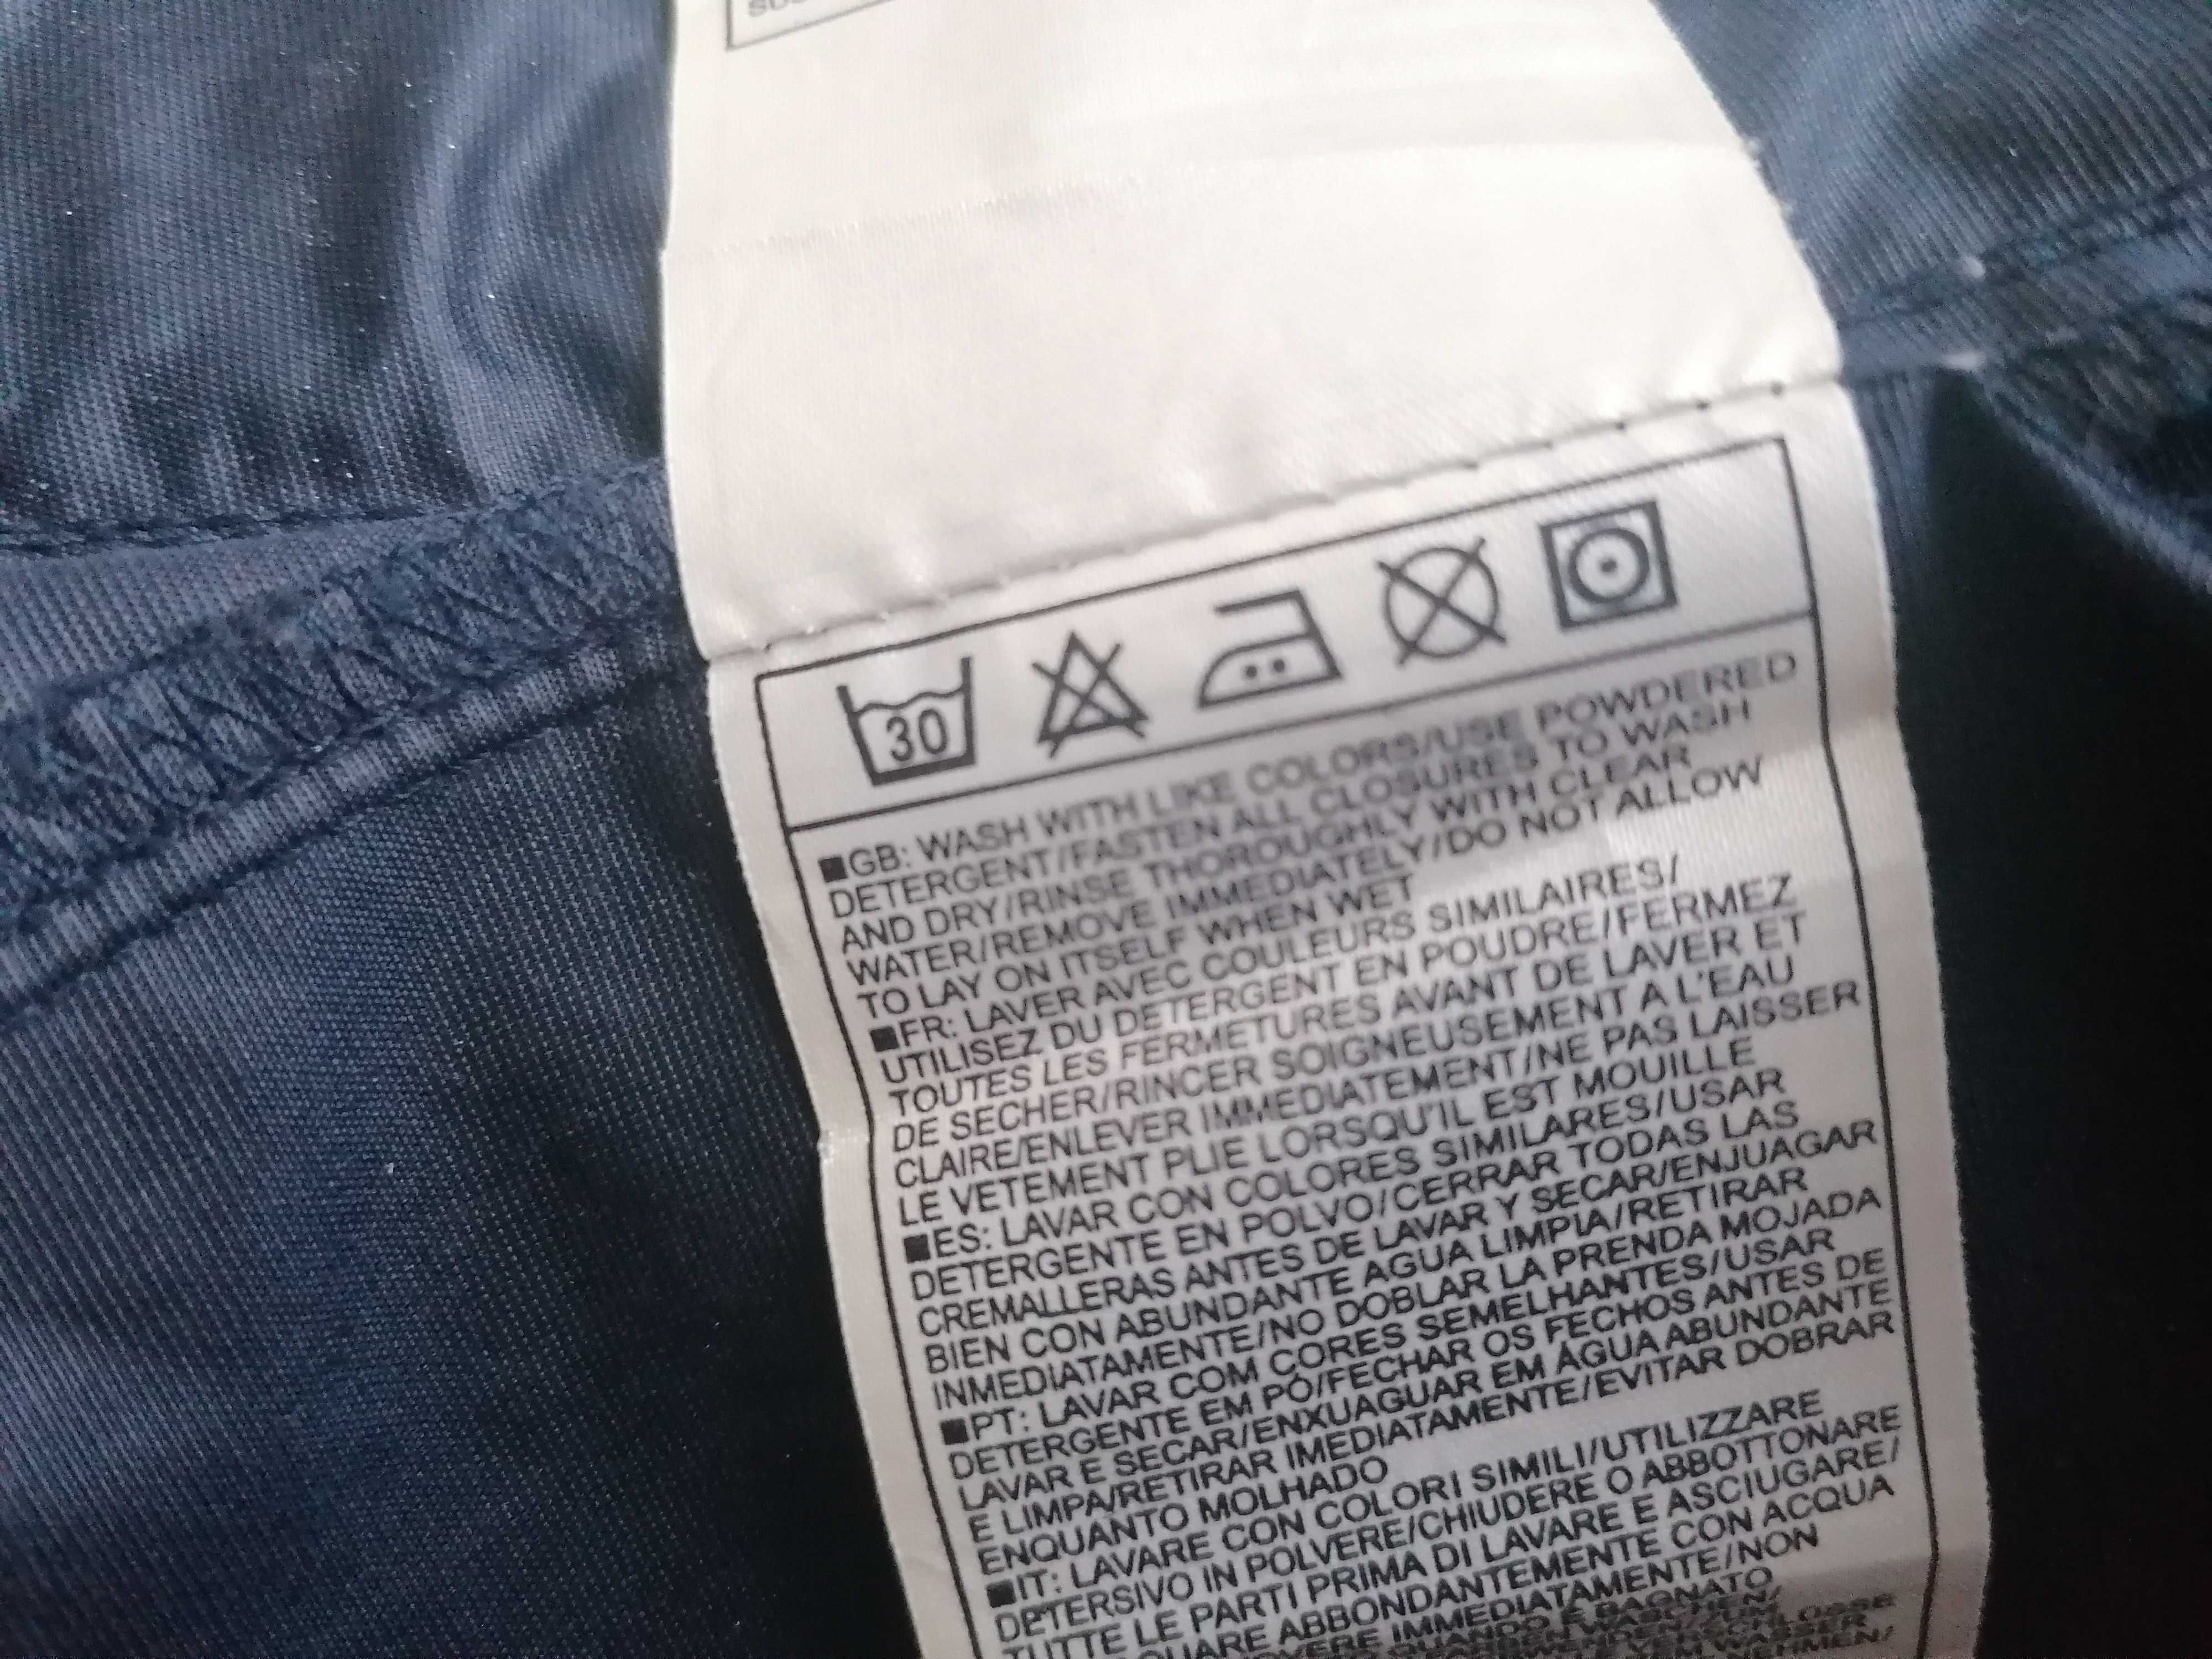 30
■GB: WASH WITH LIKE COLORS/USE POWDERED
DETERGENT/FASTEN ALL CLOSURES TO WASH
AND DRY/RINSE THOROUGHLY WITH CLEAR
WATER/REMOVE IMMEDIATELY/DO NOT ALLOW
TO LAY ON ITSELF WHEN WET
■FR: LAVER AVEC COULEURS SIMILAIRES/
UTILISEZ DU DETERGENT EN POUDRE/FERMEZ
TOUTES LES FERMETURES AVANT DE LAVER ET
DE SECHER/RINCER SOIGNEUSEMENT A L'EAU
CLAIRE/ENLEVER IMMEDIATEMENT/NE PAS LAISSER
LE VETEMENT PLIE LORSQU'IL EST MOUILLE
■ES: LAVAR CON COLORES SIMILARES/USAR
DETERGENTE EN POLVO/CERRAR TODAS LAS
CREMALLERAS ANTES DE LAVAR Y SECAR/ENJUAGAR
BIEN CON ABUNDANTE AGUA LIMPIA/RETIRAR
INMEDIATAMENTE/NO DOBLAR LA PRENDA MOJADA
■PT: LAVAR COM CORES SEMELHANTES/USAR
DETERGENTE EM PÓ/FECHAR OS FECHOS ANTES DE
LAVAR E SECAR/ENXUAGUAR EM ÁGUA ABUNDANTE
E LIMPA/RETIRAR IMEDIATAMENTE/EVITAR DOBRAR
ENQUANTO MOLHADO
■IT: LAVARE CON COLORI SIMILI/UTILIZZARE
DETERSIVO IN POLVERE/CHIUDERE O ABBOTTONARE
TUTTE LE PARTI PRIMA DI LAVARE E ASCIUGARE/
ABBONDANTEMENTE CON ACQUA
IMMEDIATAMENTE/NON
QUANDO È BAGNATO